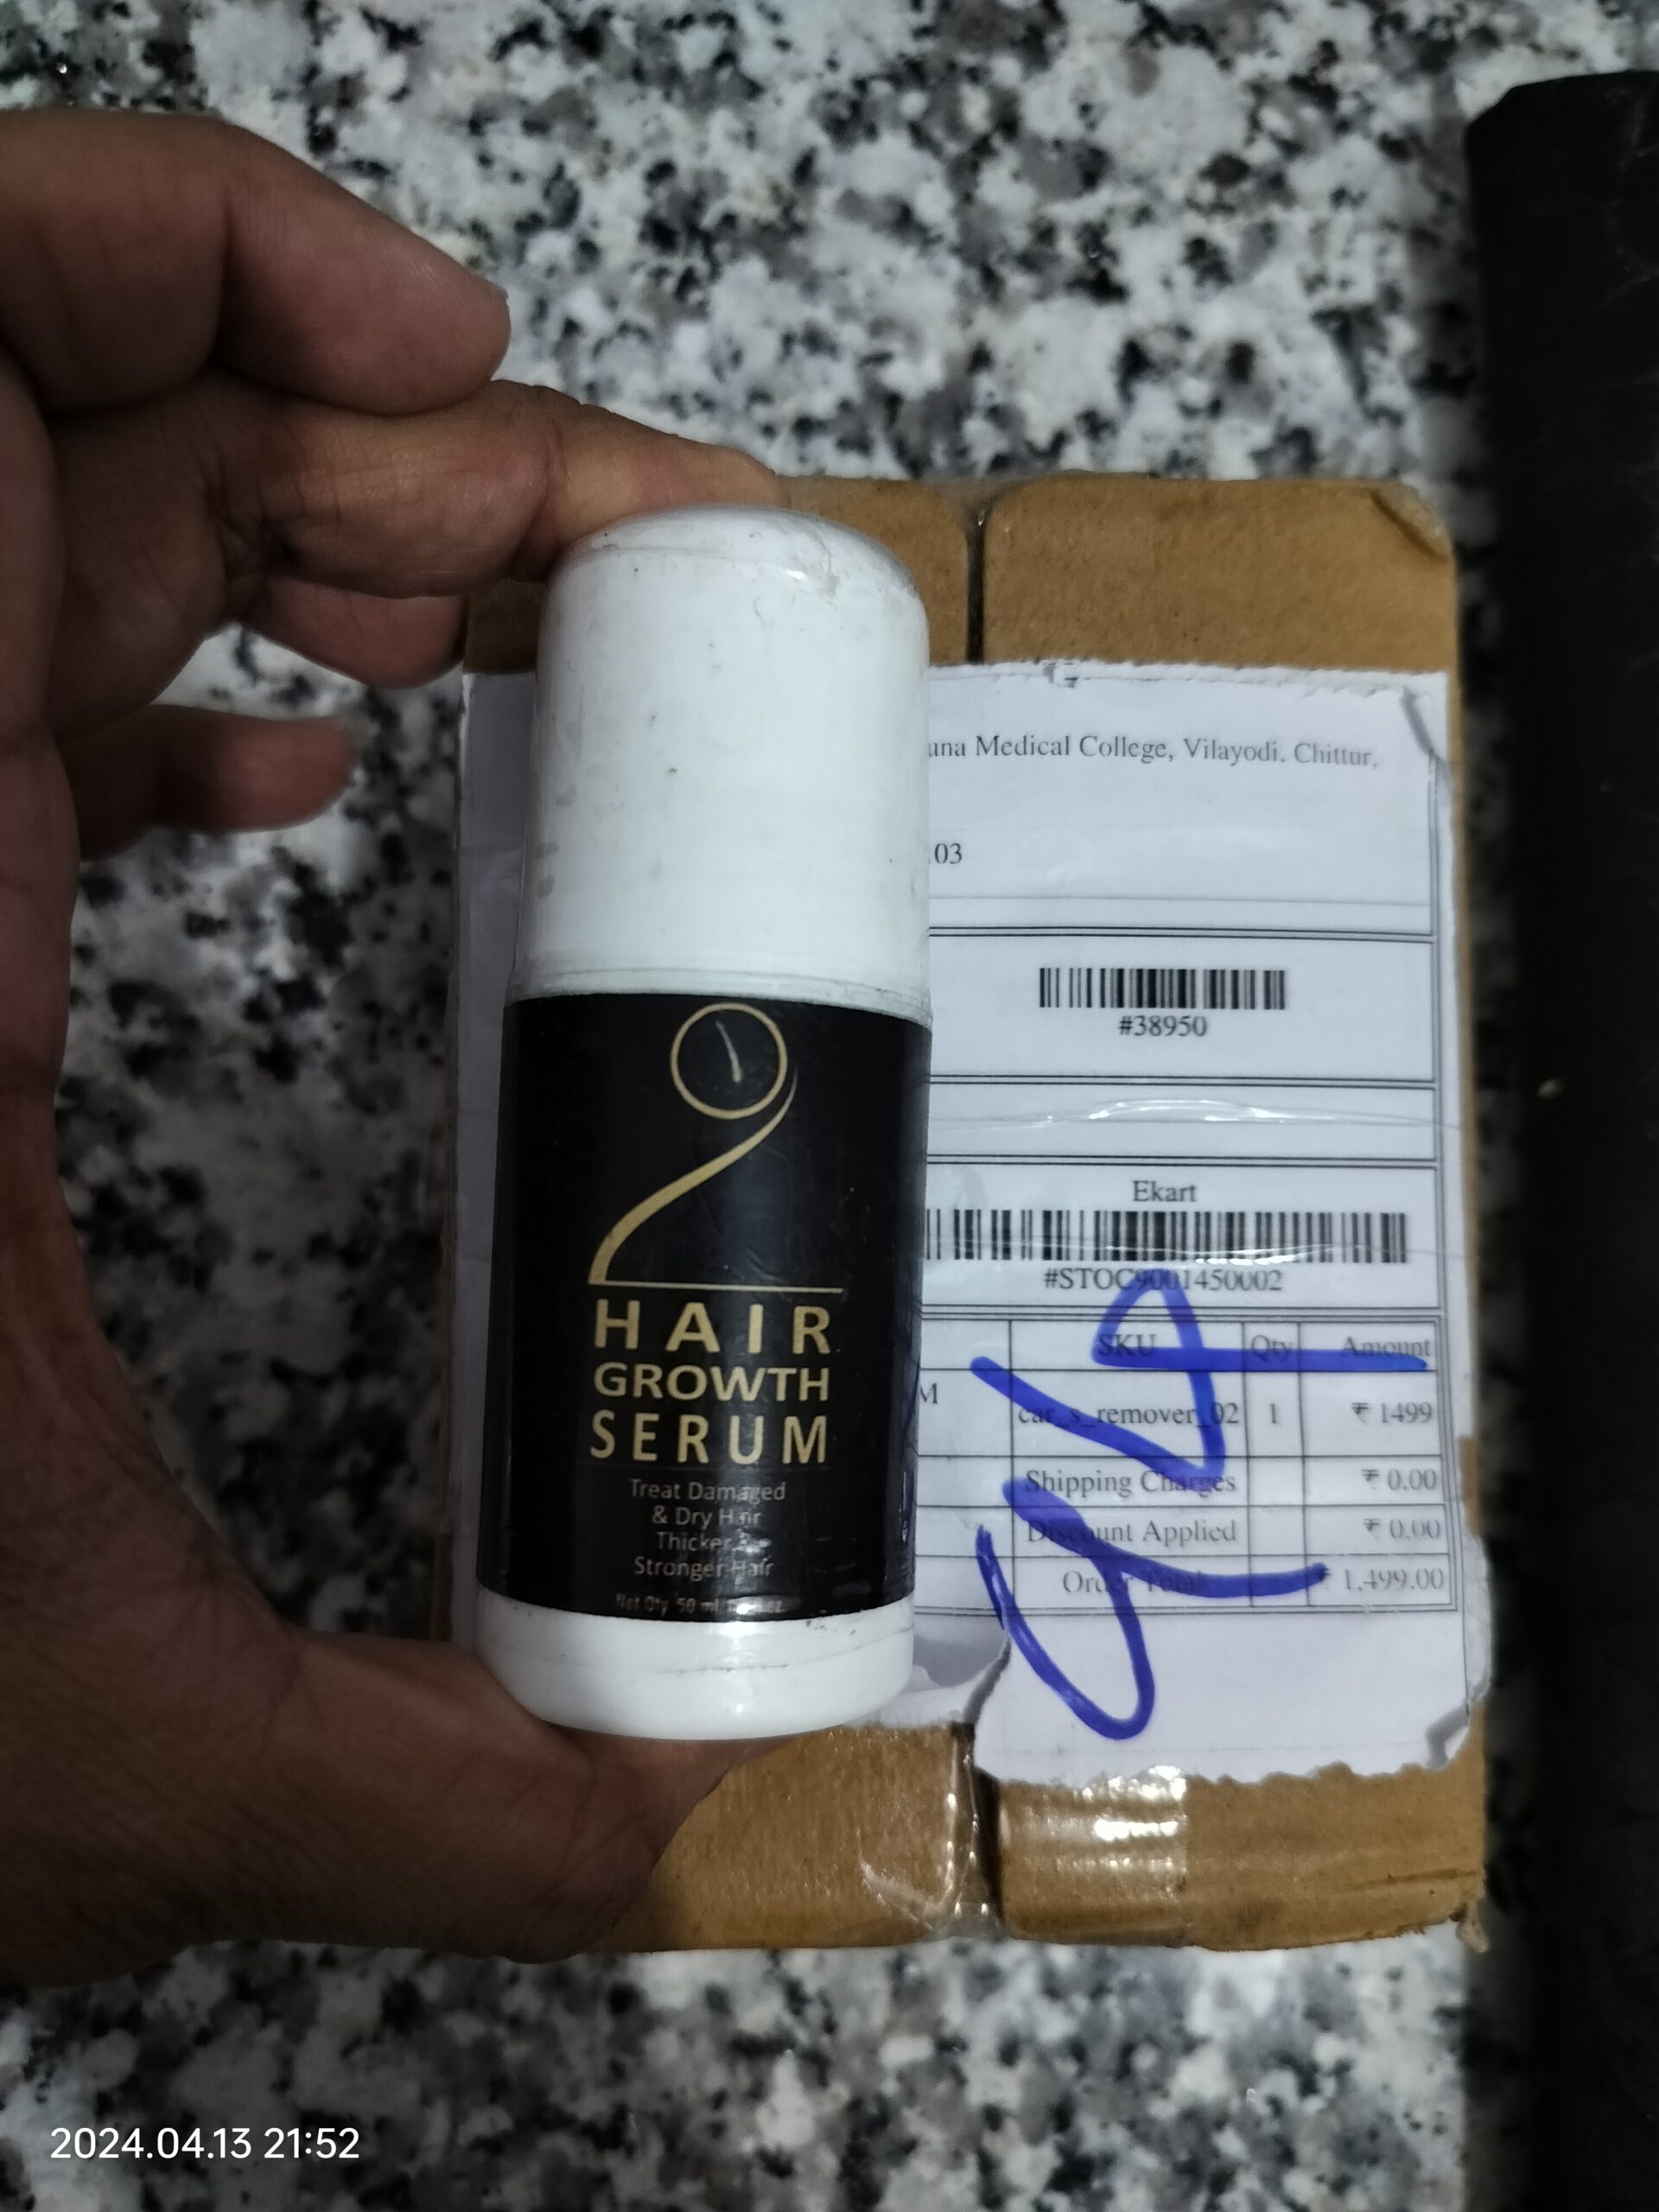 HAIR
GROWTH
SERUM
Treat Damaged
& Dry Hair
Thicker &
Stronger Hair
Net Qty 50 ml
una Medical College, Vilayodi, Chittur,
03
#38950
Ekart
#STOC9001450002
SKU Qty Amount
M car_s_remover_02 1 ₹ 1499
Shipping Charges ₹ 0.00
Discount Applied ₹ 0.00
Order Total ₹ 1,499.00
2024.04.13 21:52